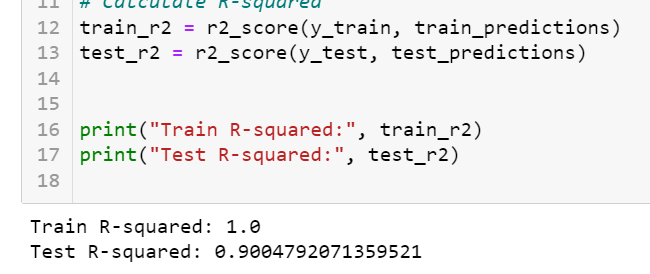 11 # Calculate R-squared
12 train_r2 = r2_score(y_train, train_predictions)
13 test_r2 = r2_score(y_test, test_predictions)
14
15
16 print("Train R-squared:", train_r2)
17 print("Test R-squared:", test_r2)
18
Train R-squared: 1.0
Test R-squared: 0.9004792071359521